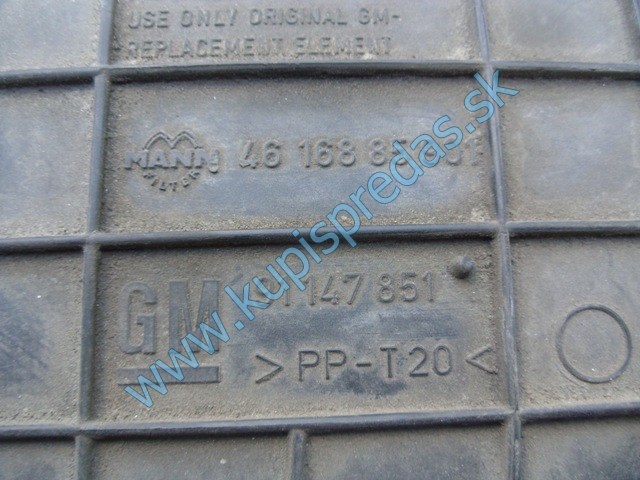 USE ONLY ORIGINAL GM-
REPLACEMENT ELEMENT
MANN
FILTER
46 168
GM
147 851
> PP-T20 <
www.kupispredas.sk